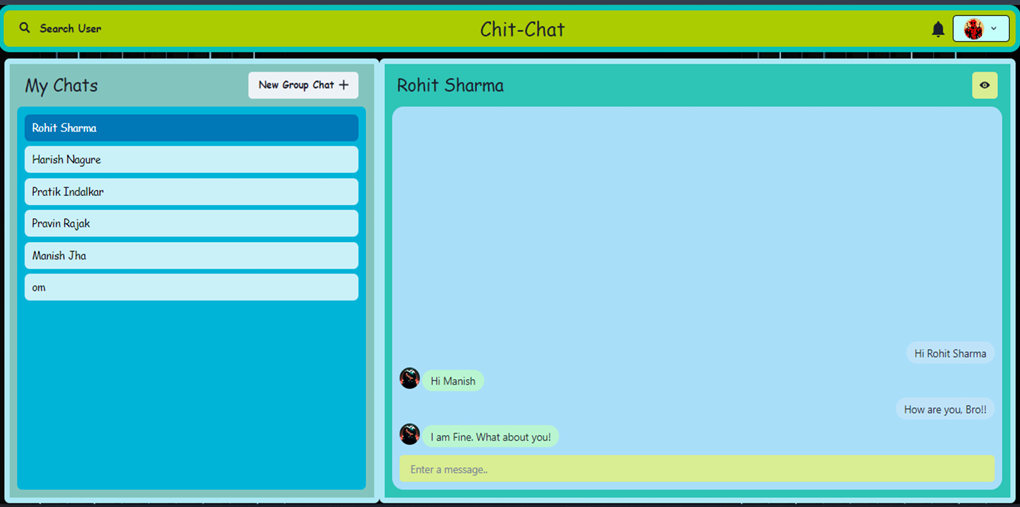 Search User
Chit-Chat
My Chats
New Group Chat
Rohit Sharma
Harish Nagure
Pratik Indalkar
Pravin Rajak
Manish Jha
om
Rohit Sharma
Hi Rohit Sharma
Hi Manish
How are you, Bro!!
I am Fine. What about you!
Enter a message..